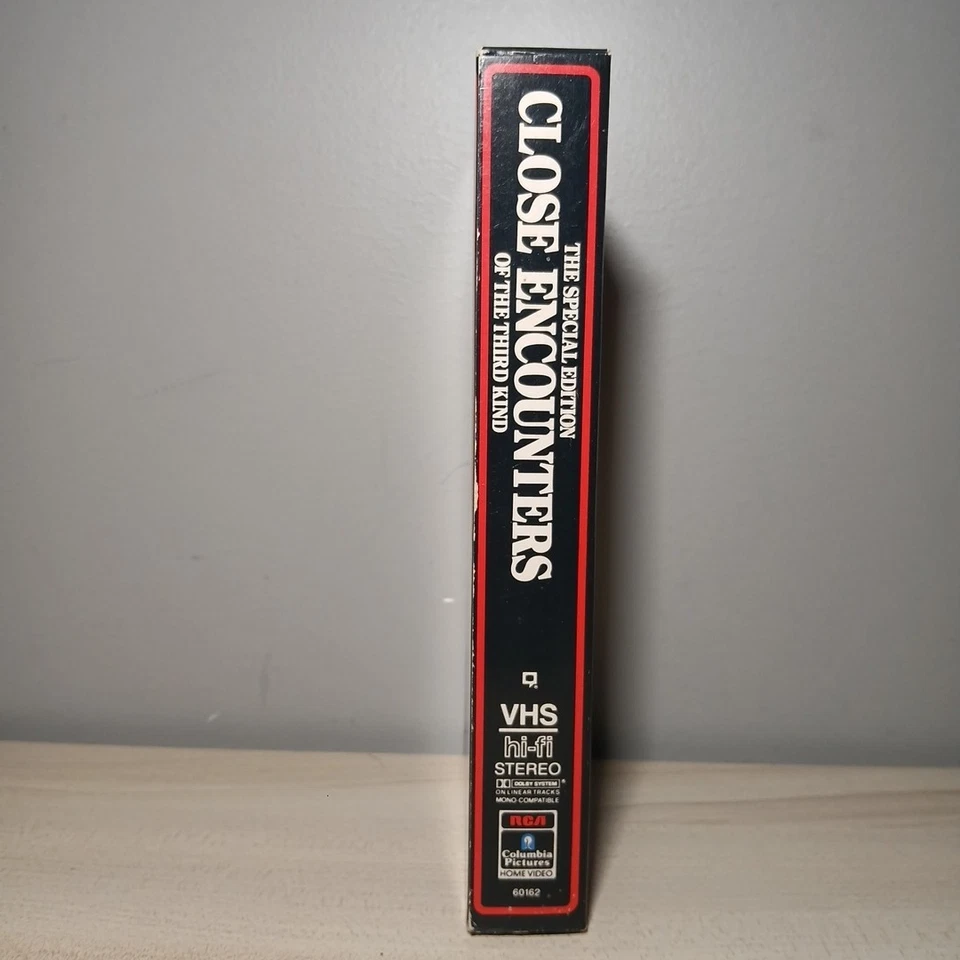 THE SPECIAL EDITION
CLOSE ENCOUNTERS
OF THE THIRD KIND
VHS
hi-fi
STEREO
DOLBY SYSTEM®
ON LINEAR TRACKS
MONO-COMPATIBLE
RCA
Columbia
Pictures
HOME VIDEO
60162